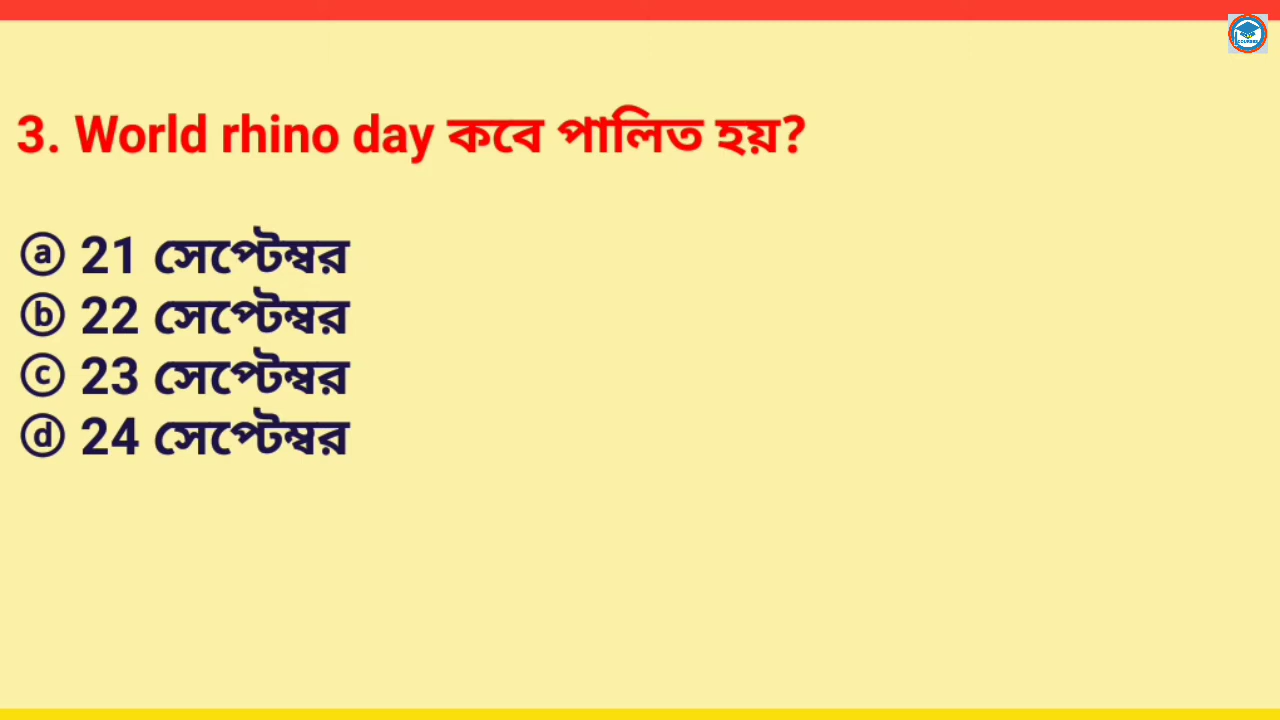 3. World rhino day কবে পালিত হয়?
ⓐ 21 সেপ্টেম্বর
ⓑ 22 সেপ্টেম্বর
ⓒ 23 সেপ্টেম্বর
ⓓ 24 সেপ্টেম্বর